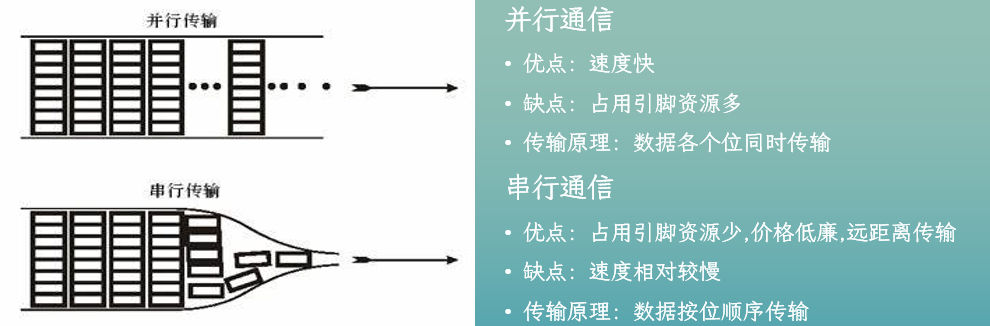 并行传输
串行传输
并行通信
• 优点：速度快
• 缺点：占用引脚资源多
• 传输原理：数据各个位同时传输
串行通信
• 优点：占用引脚资源少,价格低廉,远距离传输
• 缺点：速度相对较慢
• 传输原理：数据按位顺序传输